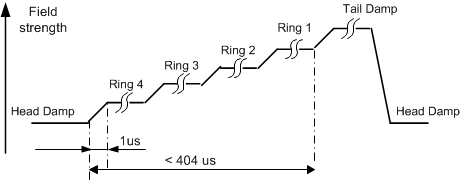 Field
strength
Tail Damp
Ring 1
Ring 2
Ring 3
Ring 4
Head Damp
Head Damp
1us
< 404 us